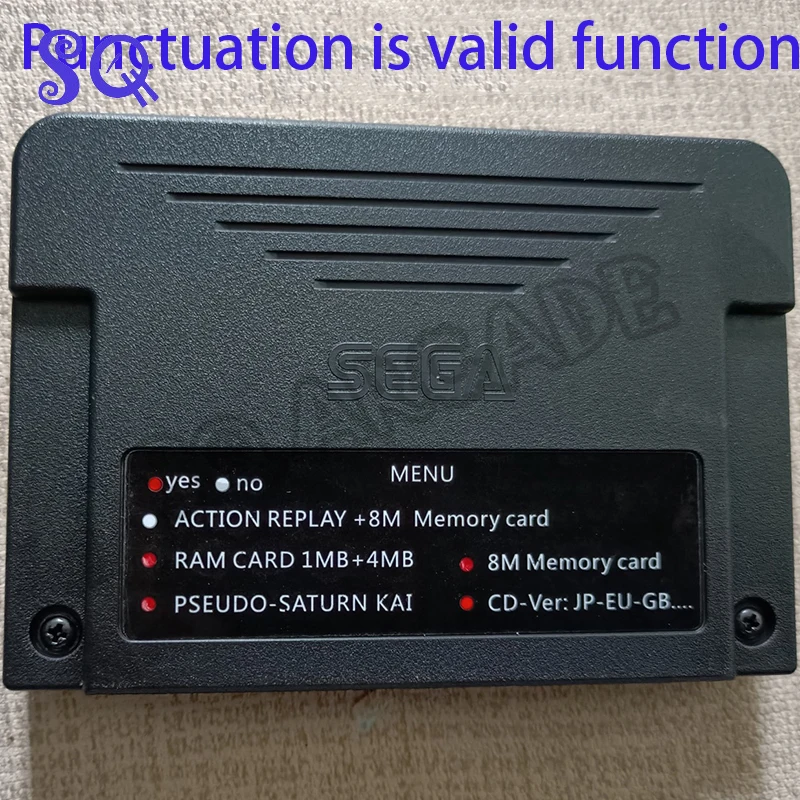 Punctuation is valid function
SQ
SEGA
MENU
yes no
ACTION REPLAY +8M Memory card
RAM CARD 1MB+4MB
8M Memory card
PSEUDO-SATURN KAI
CD-Ver: JP-EU-GB....